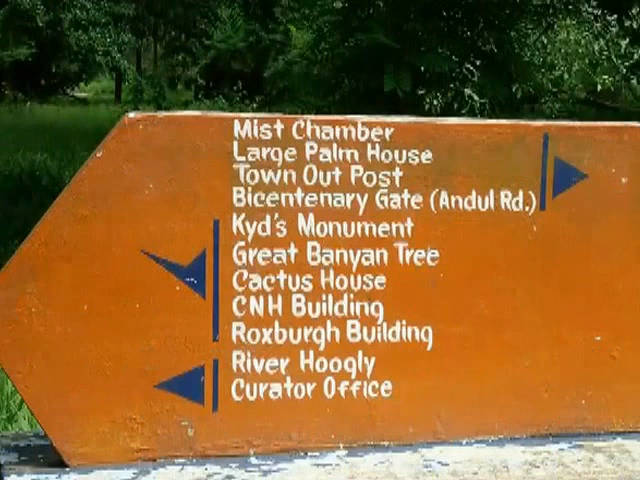 Mist Chamber
Large Palm House
Town Out Post
Bicentenary Gate (Andul Rd.)
Kyd's Monument
Great Banyan Tree
Cactus House
CNH Building
Roxburgh Building
River Hoogly
Curator Office